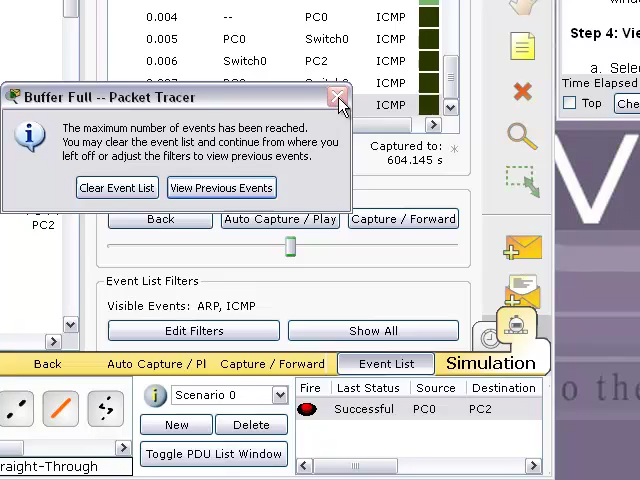 0.004 -- PC0 ICMP
0.005 PC0 Switch0 ICMP
0.006 Switch0 PC2 ICMP
ICMP
Buffer Full -- Packet Tracer
The maximum number of events has been reached.
You may clear the event list and continue from where you
left off or adjust the filters to view previous events.
Clear Event List View Previous Events
Captured to:
604.145 s
*
PC2
Back Auto Capture / Play Capture / Forward
Event List Filters
Visible Events: ARP, ICMP
Edit Filters Show All
Back Auto Capture / Pl Capture / Forward Event List Simulation
Scenario 0
New Delete
Toggle PDU List Window
raight-Through
Fire Last Status Source Destination
Successful PC0 PC2
Step 4: Vie
a. Selec
Time Elapsed
Top Che
V
o the